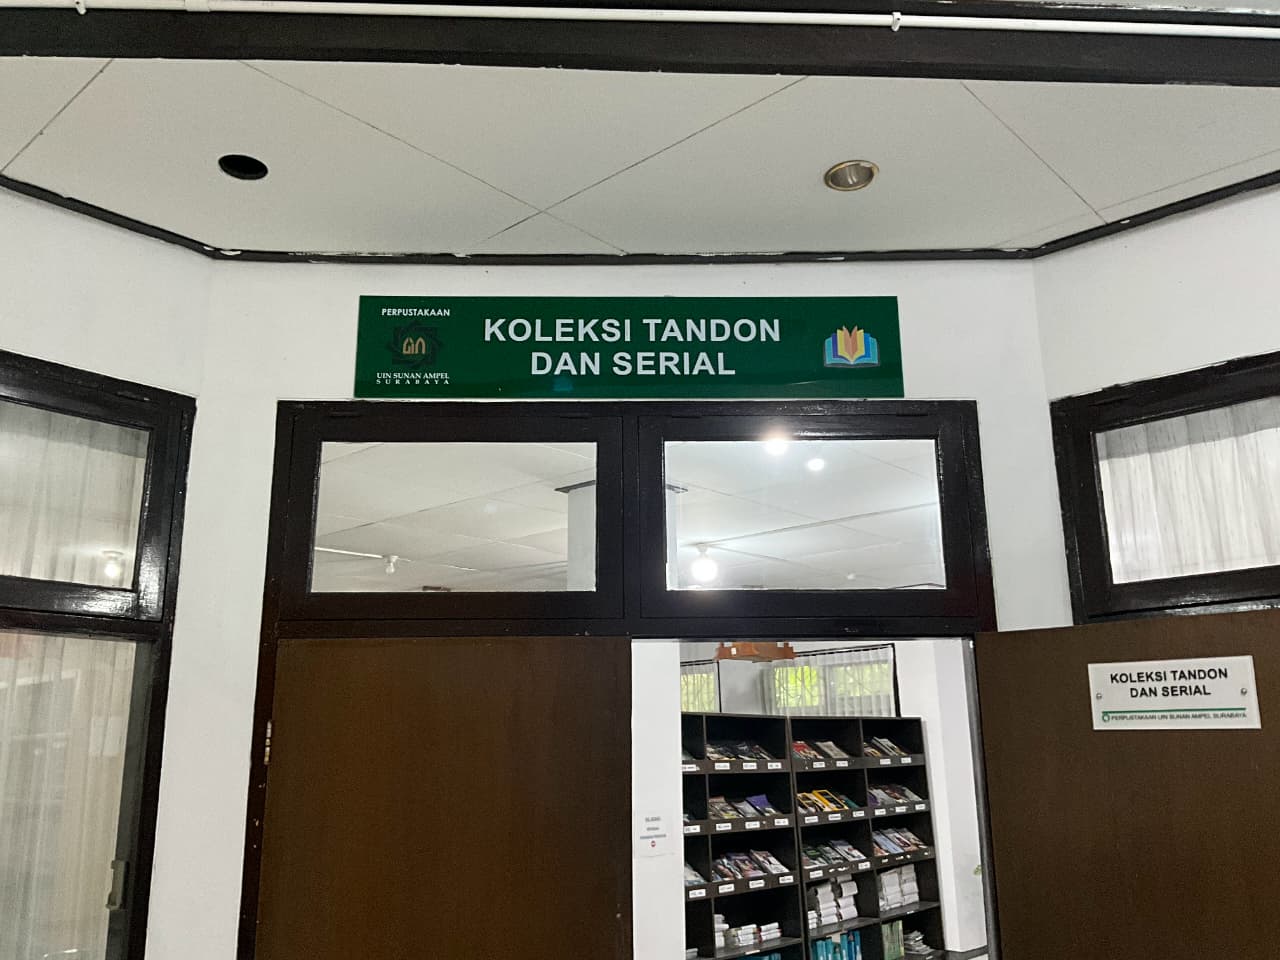 PERPUSTAKAAN
UIN SUNAN AMPEL
SURABAYA
KOLEKSI TANDON
DAN SERIAL
KOLEKSI TANDON
DAN SERIAL
PERPUSTAKAAN UIN SUNAN AMPEL SURABAYA